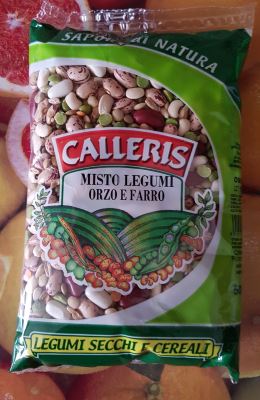 SAPORI DI NATURA
CALLERIS
MISTO LEGUMI
ORZO E FARRO
LEGUMI SECCHI E CEREALI